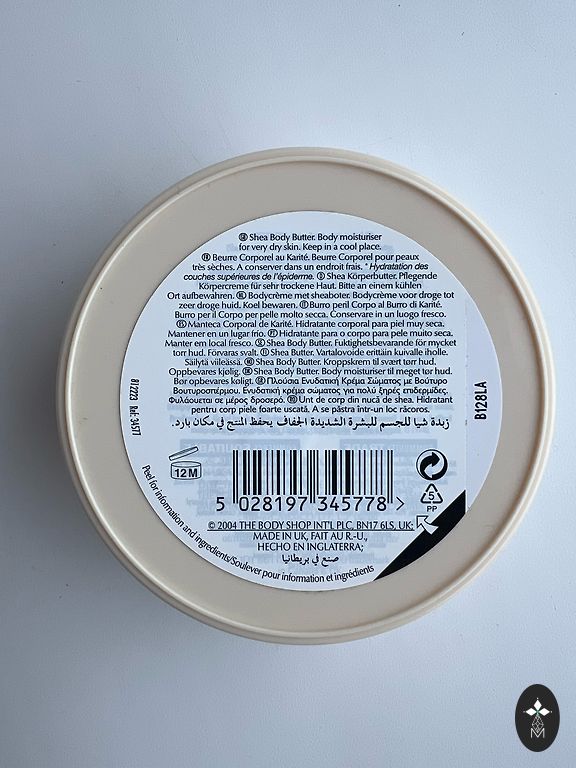 GB Shea Body Butter. Body moisturiser
for very dry skin. Keep in a cool place.
F Beurre Corporel au Karité. Beurre Corporel pour peaux
très sèches. A conserver dans un endroit frais. *Hydratation des
couches supérieures de l'épiderme. D Shea Körperbutter. Pflegende
Körpercreme für sehr trockene Haut. Bitte an einem kühlen
Ort aufbewahren. NL Bodycrème met sheaboter. Bodycrème voor droge tot
zeer droge huid. Koel bewaren. I Burro peril Corpo al Burro di Karité.
Burro per il Corpo per pelle molto secca. Conservare in un luogo fresco.
E Manteca Corporal de Karité. Hidratante corporal para piel muy seca.
Mantener en un lugar frio. P Hidratante para o corpo para pele muito seca.
Manter em local fresco. S Shea Body Butter. Fuktighetsbevarande för mycket
torr hud. Förvaras svalt. FI Shea Body Butter. Vartalovoide erittäin kuivalle iholle.
Säilytä viileässä. N Shea Body Butter. Kroppskrem til svært tørr hud.
Oppbevares kjølig. DK Shea Body Butter. Body moisturiser til meget tør hud.
Bør opbevares køligt. GR Πλούσια Ενυδατική Κρέμα Σώματος με Βούτυρο
Βουτυροσπέρμου. Ενυδατική κρέμα σώματος για πολύ ξηρές επιδερμίδες.
Φυλάσσεται σε μέρος δροσερό. RO Unt de corp din nucă de shea. Hidratant
pentru corp piele foarte uscată. A se păstra într-un loc răcoros.
زبدة شيا للجسم للبشرة الشديدة الجفاف يحفظ المنتج في مكان بارد.
817223 Ref: 34577
B128LA
12 M
5 028197 345778 >
5
PP
© 2004 THE BODY SHOP INT'L PLC, BN17 6LS, UK;
MADE IN UK, FAIT AU R.-U.,
HECHO EN INGLATERRA;
صنع في بريطانيا
Peel for information and ingredients/Soulever pour information et ingrédients
M